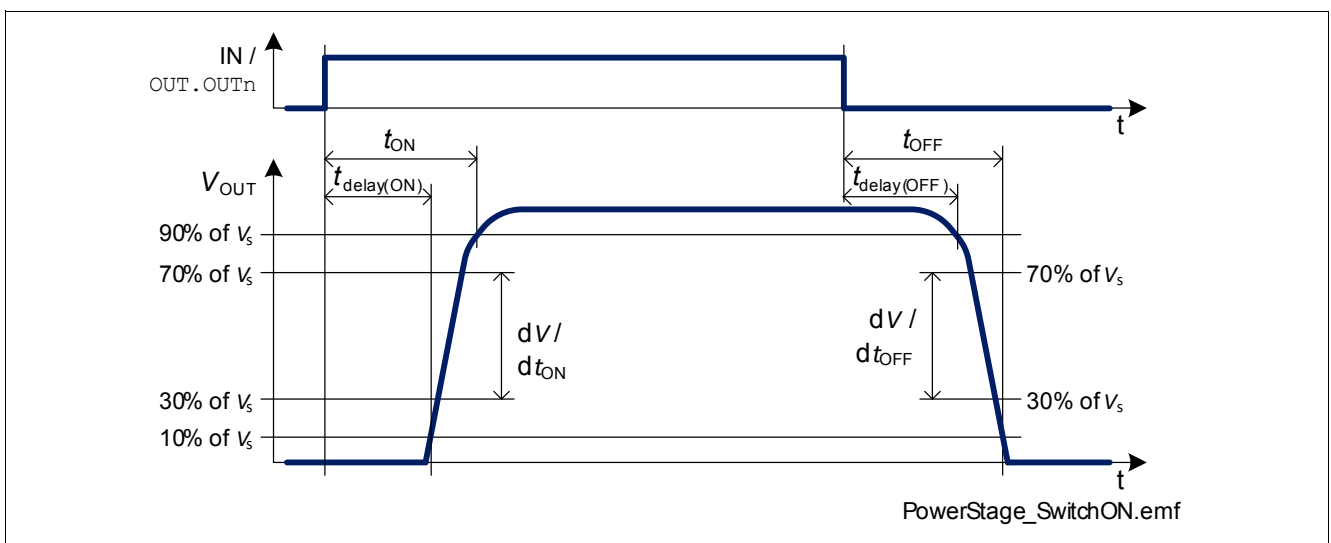 IN /
OUT.OUTn
t
tON
tOFF
VOUT
tdelay(ON)
tdelay(OFF)
90% of Vs
70% of Vs
70% of Vs
dV /
dtON
dV /
dtOFF
30% of Vs
30% of Vs
10% of Vs
t
PowerStage_SwitchON.emf